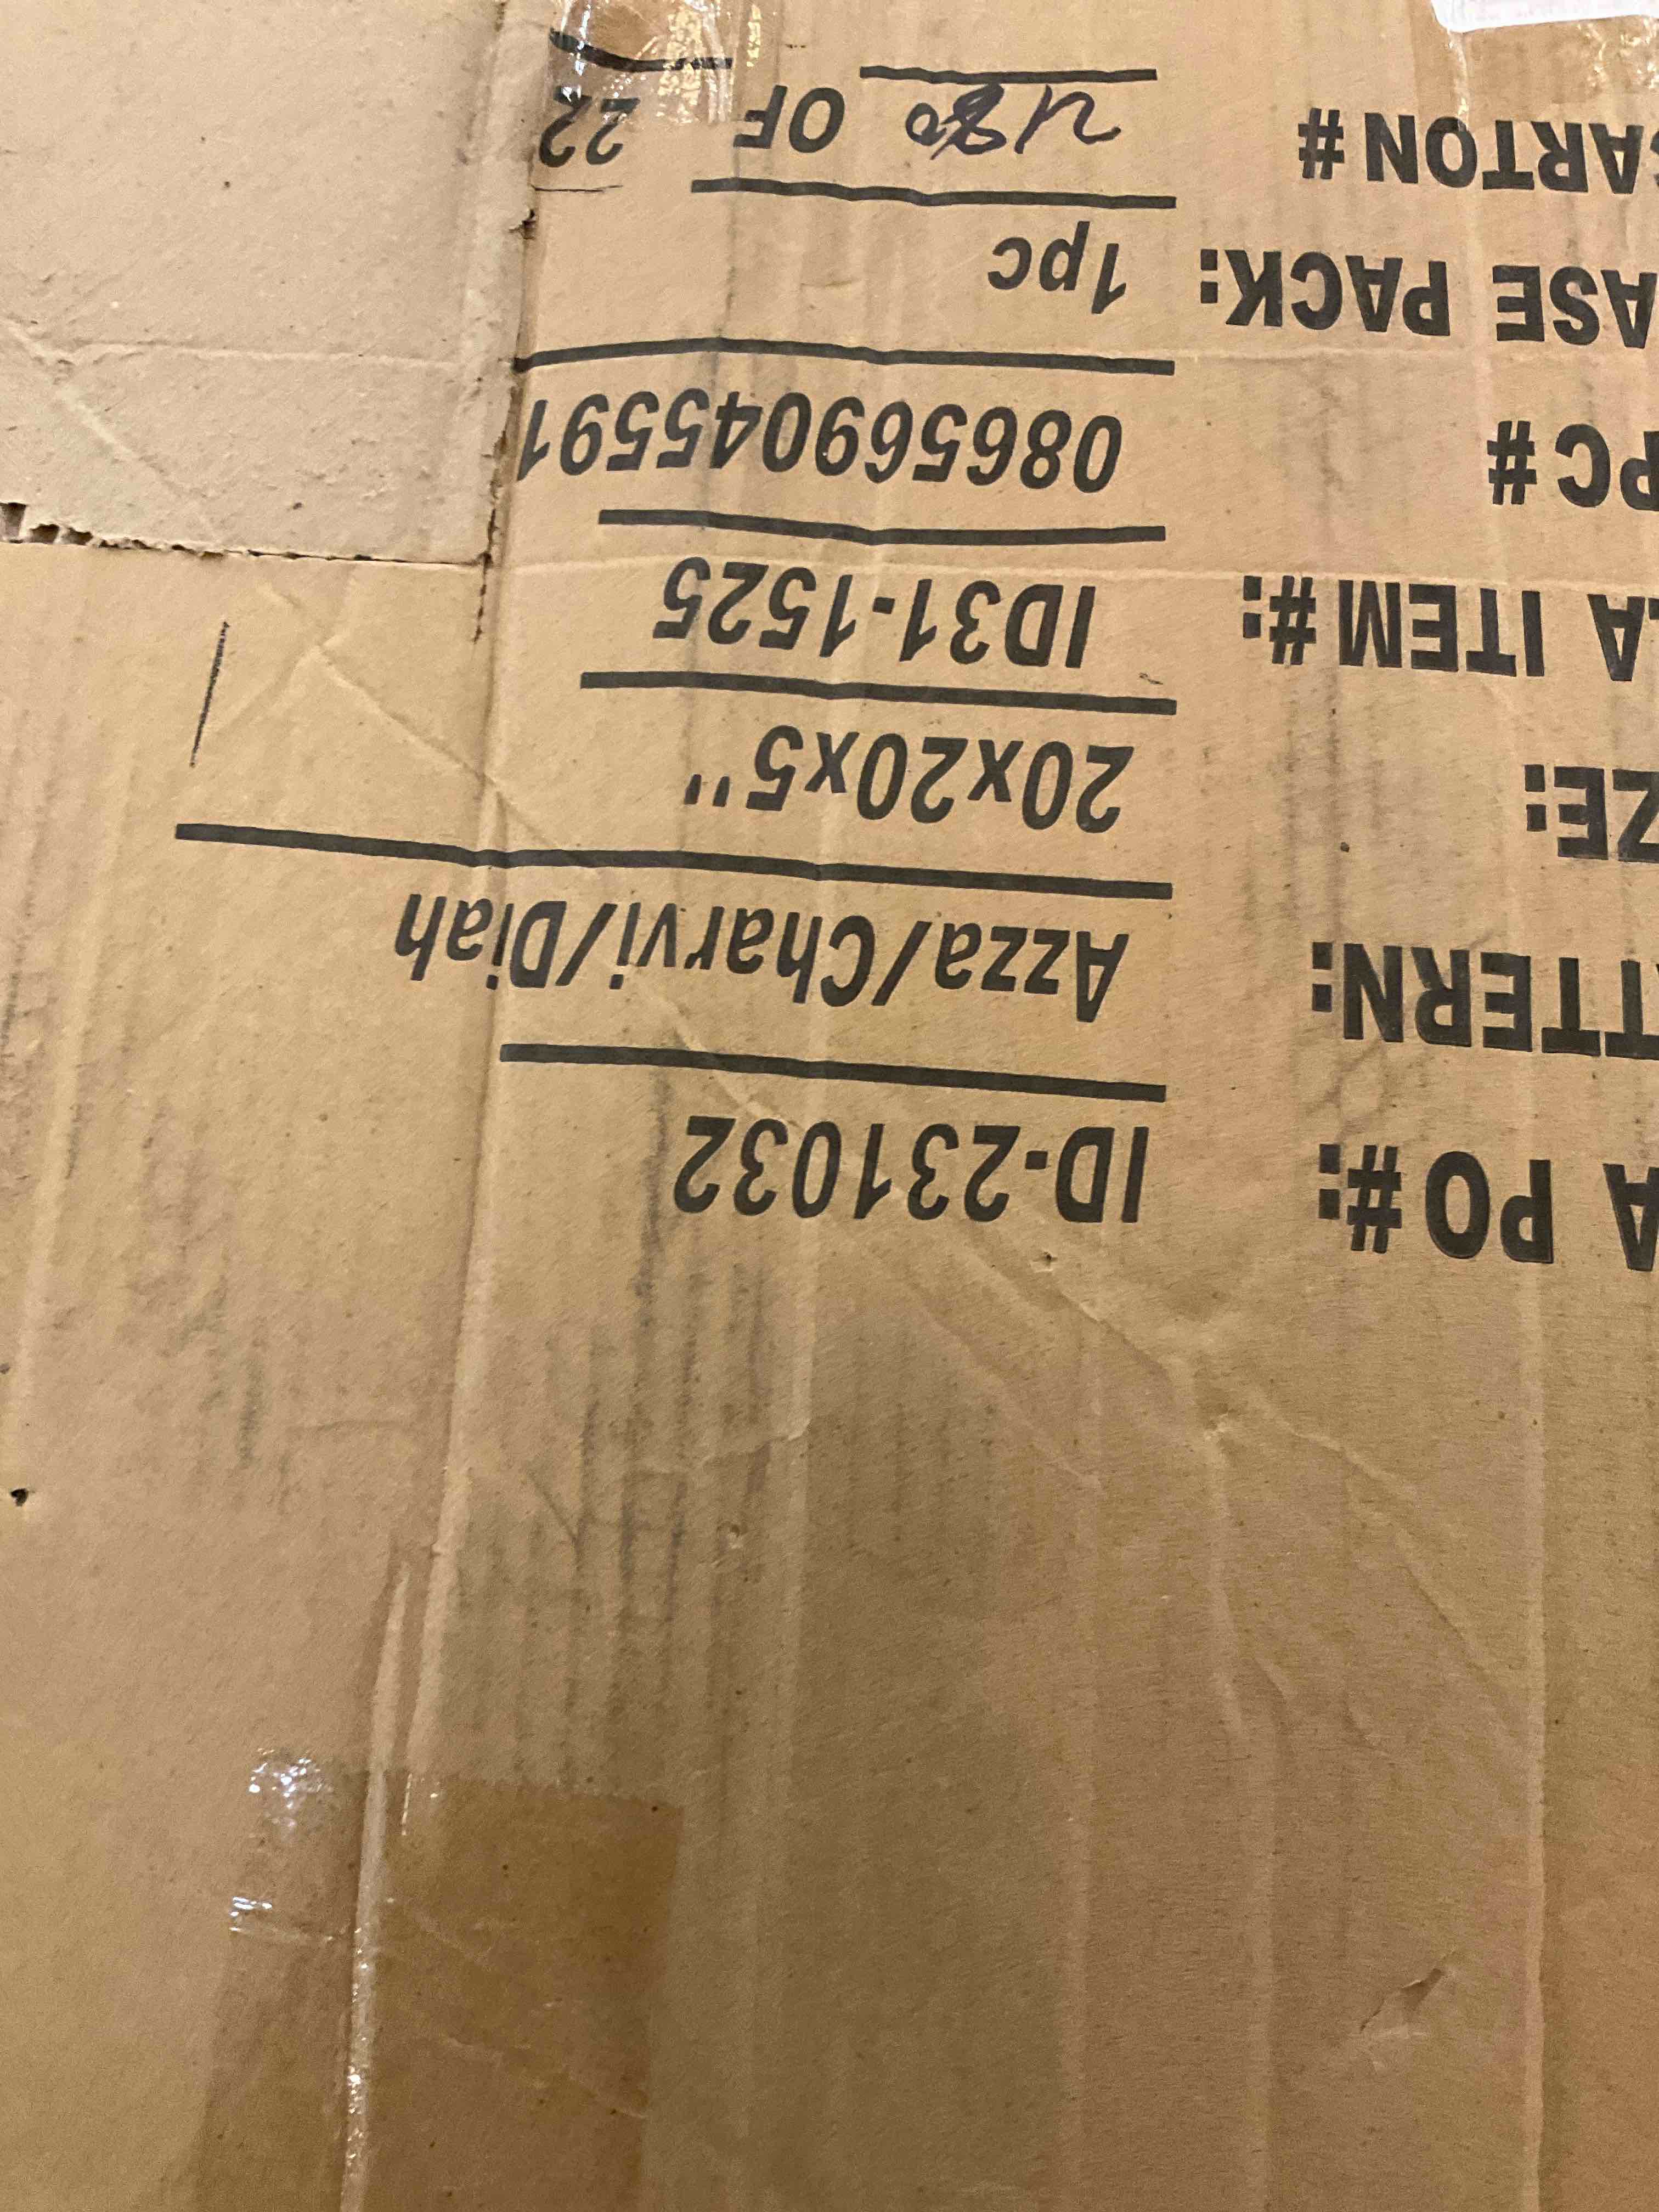 A PO#: ID-231032
TTERN: Azza/Charvi/Diah
ZE: 20x20x5"
LA ITEM#: ID31-1525
PC # 086569045591
ASE PACK: 1pc
CARTON # OF 22